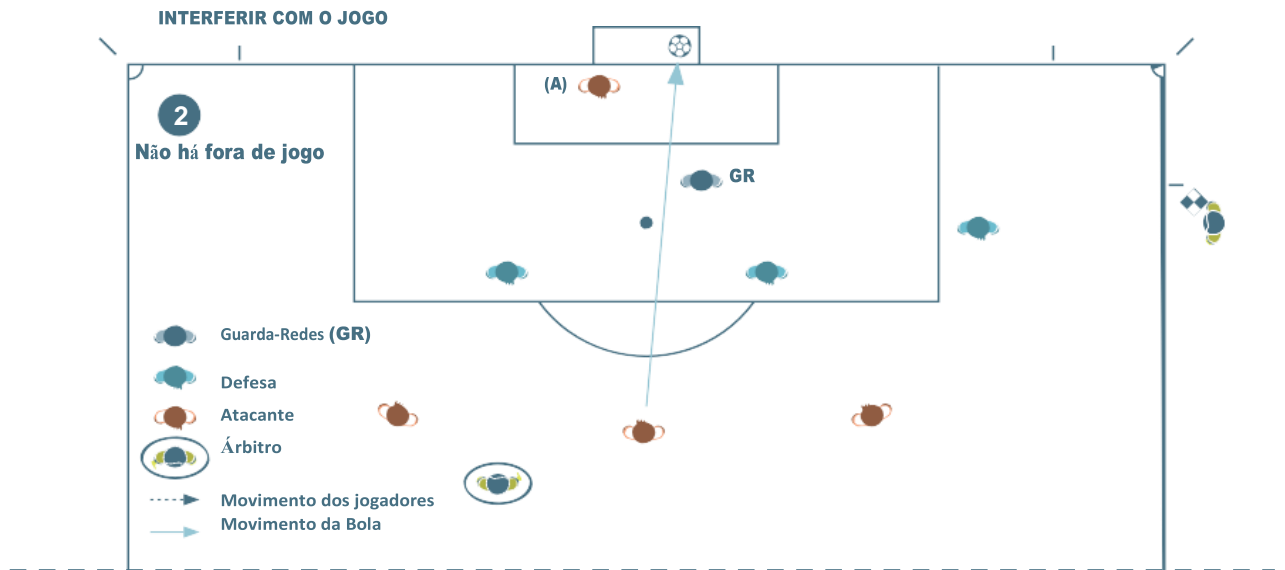 INTERFERIR COM O JOGO
(A)
2
Não há fora de jogo
GR
Guarda-Redes (GR)
Defesa
Atacante
Árbitro
Movimento dos jogadores
Movimento da Bola